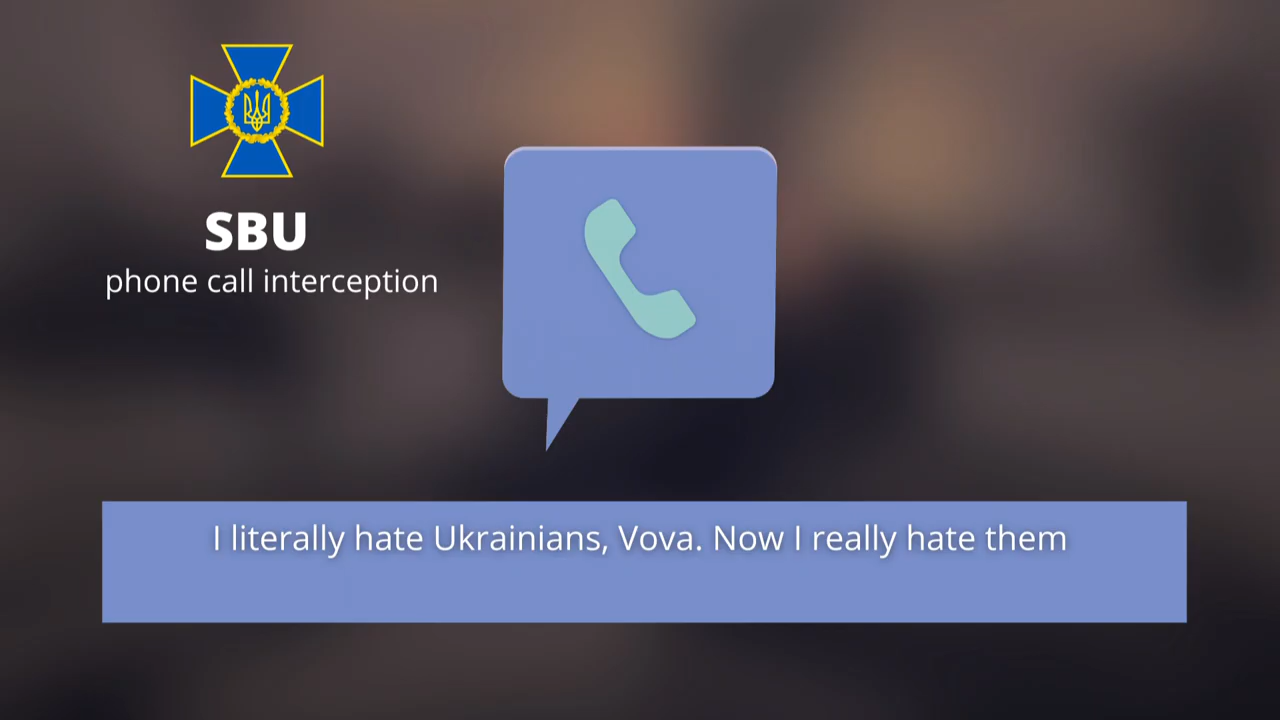 SBU
phone call interception
I literally hate Ukrainians, Vova. Now I really hate them